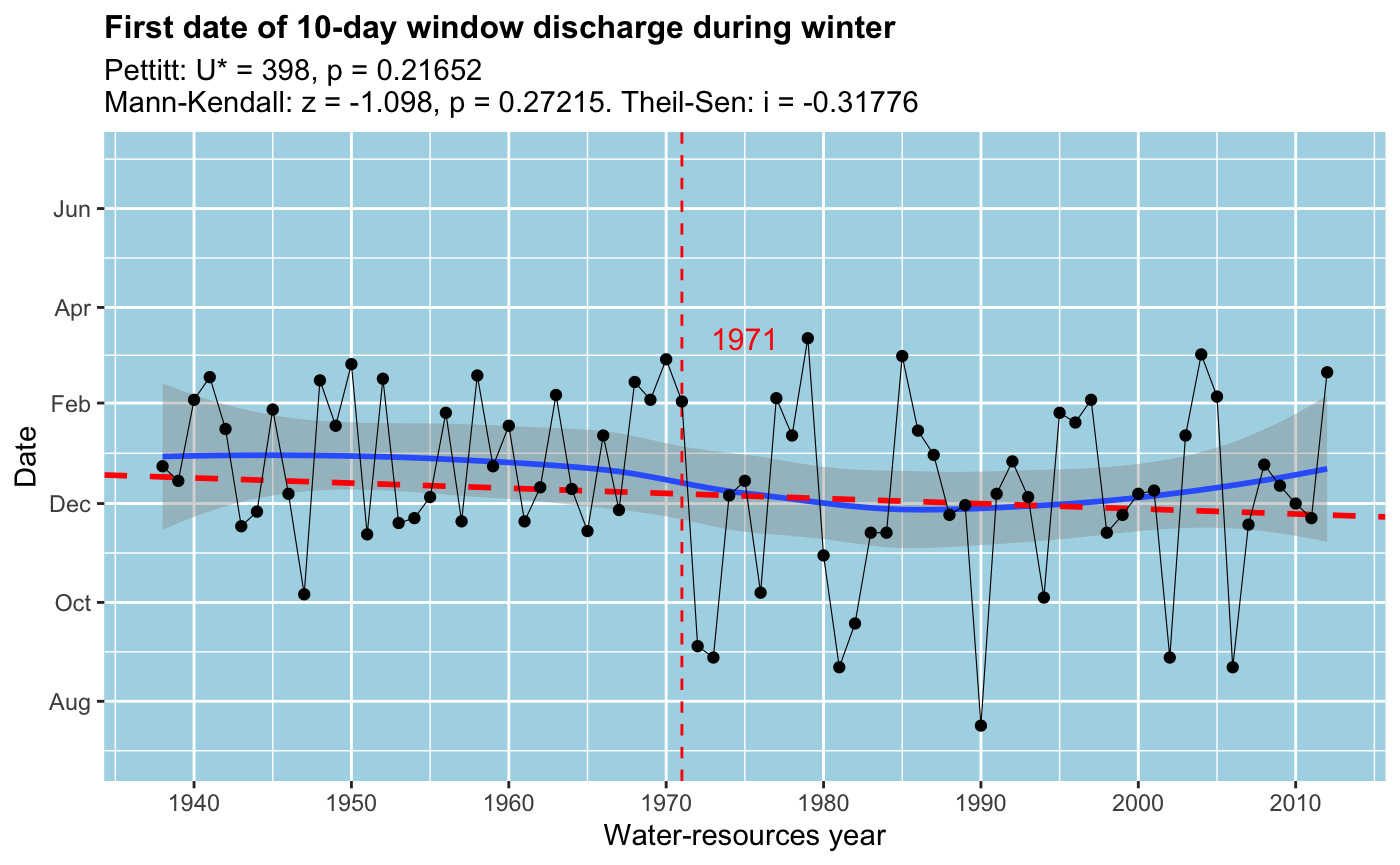 First date of 10-day window discharge during winter
Pettitt: U* = 398, p = 0.21652
Mann-Kendall: z = -1.098, p = 0.27215. Theil-Sen: i = -0.31776
Jun
Apr
1971
Feb
Date
Dec
Oct
Aug
1940 1950 1960 1970 1980 1990 2000 2010
Water-resources year